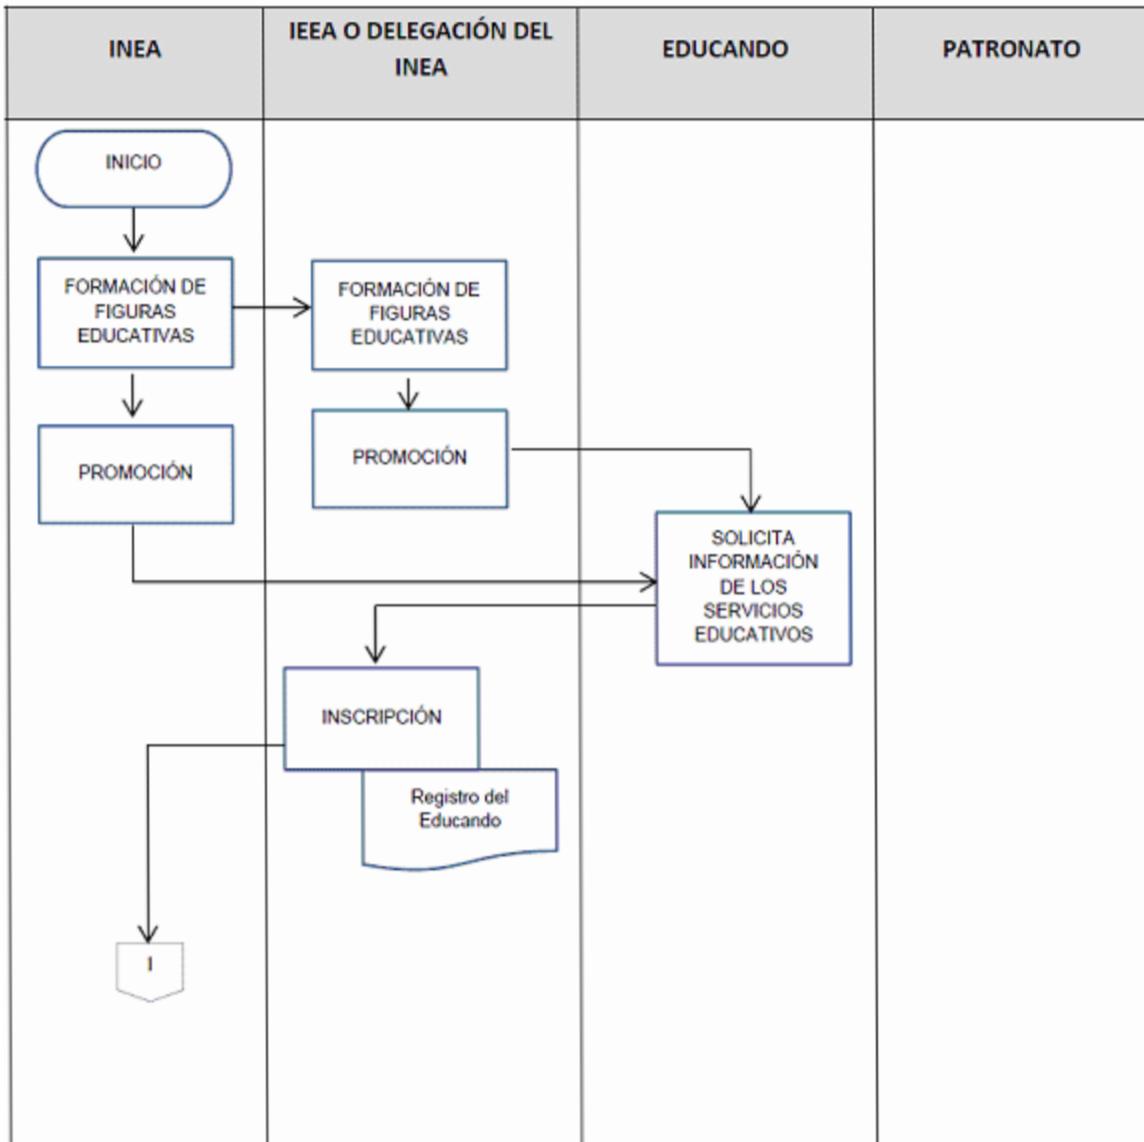 INEA
IEEA O DELEGACIÓN DEL
INEA
EDUCANDO
PATRONATO
INICIO
FORMACIÓN DE
FIGURAS
EDUCATIVAS
FORMACIÓN DE
FIGURAS
EDUCATIVAS
PROMOCIÓN
PROMOCIÓN
SOLICITA
INFORMACIÓN
DE LOS
SERVICIOS
EDUCATIVOS
INSCRIPCIÓN
Registro del
Educando
I